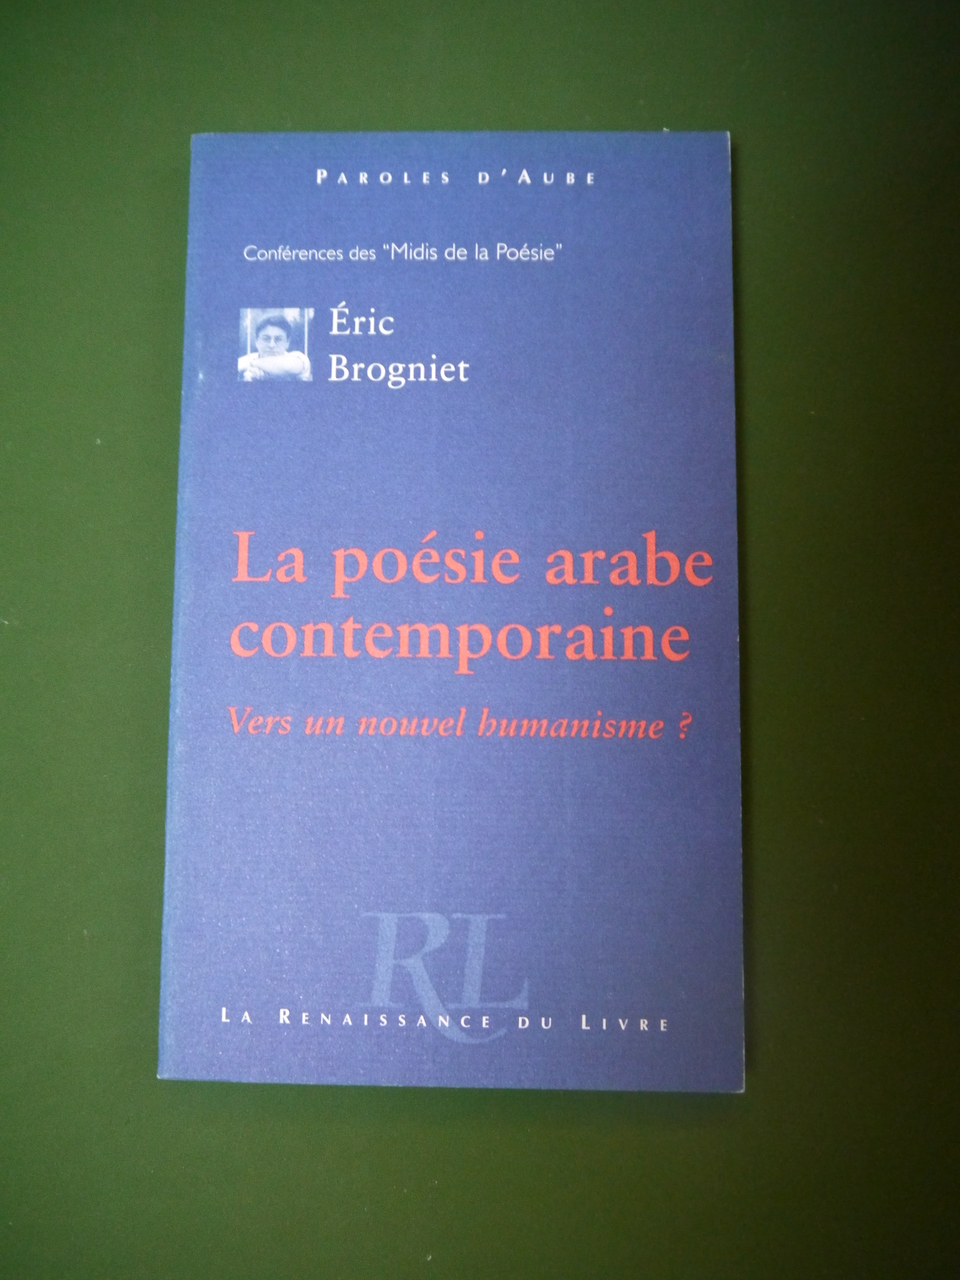 PAROLES D'AUBE
Conférences des "Midis de la Poésie"
Éric
Brogniet
La poésie arabe
contemporaine
Vers un nouvel humanisme ?
RL
LA RENAISSANCE DU LIVRE